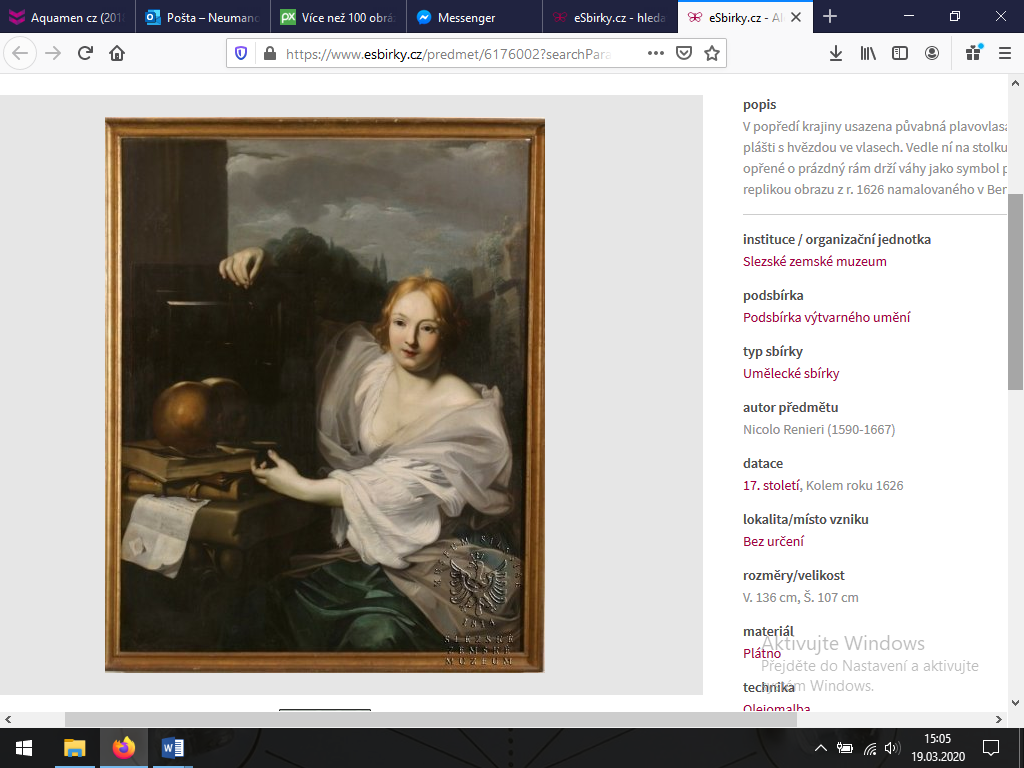 Aquamen cz (2018
Pošta – Neumano
Více než 100 obrá
Messenger
eSbirky.cz - hleda
eSbirky.cz - Al
https://www.esbirky.cz/predmet/6176002?searchPara
popis
V popředí krajiny usazena půvabná plavovlasá
plášti s hvězdou ve vlasech. Vedle ní na stolku
opřené o prázdný rám drží váhy jako symbol p
replikou obrazu z r. 1626 namalovaného v Ber
instituce / organizační jednotka
Slezské zemské muzeum
podsbírka
Podsbírka výtvarného umění
typ sbírky
Umělecké sbírky
autor předmětu
Nicolo Renieri (1590-1667)
datace
17. století, Kolem roku 1626
lokalita/místo vzniku
Bez určení
rozměry/velikost
V. 136 cm, Š. 107 cm
materiál
Plátno
technika
Olejomalba
Aktivujte Windows
Přejděte do Nastavení a aktivujte
systém Windows.
1814
SLEZSKÉ
ZEMSKÉ
MUZEUM
15:05
19.03.2020